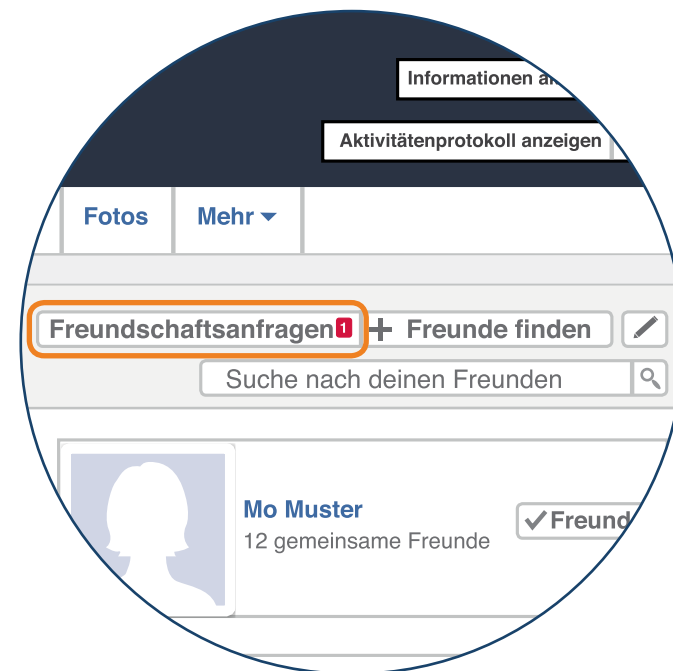 Informationen
Aktivitätenprotokoll anzeigen
Fotos Mehr
Freundschaftsanfragen 1 + Freunde finden
Suche nach deinen Freunden
Mo Muster
12 gemeinsame Freunde
Freund